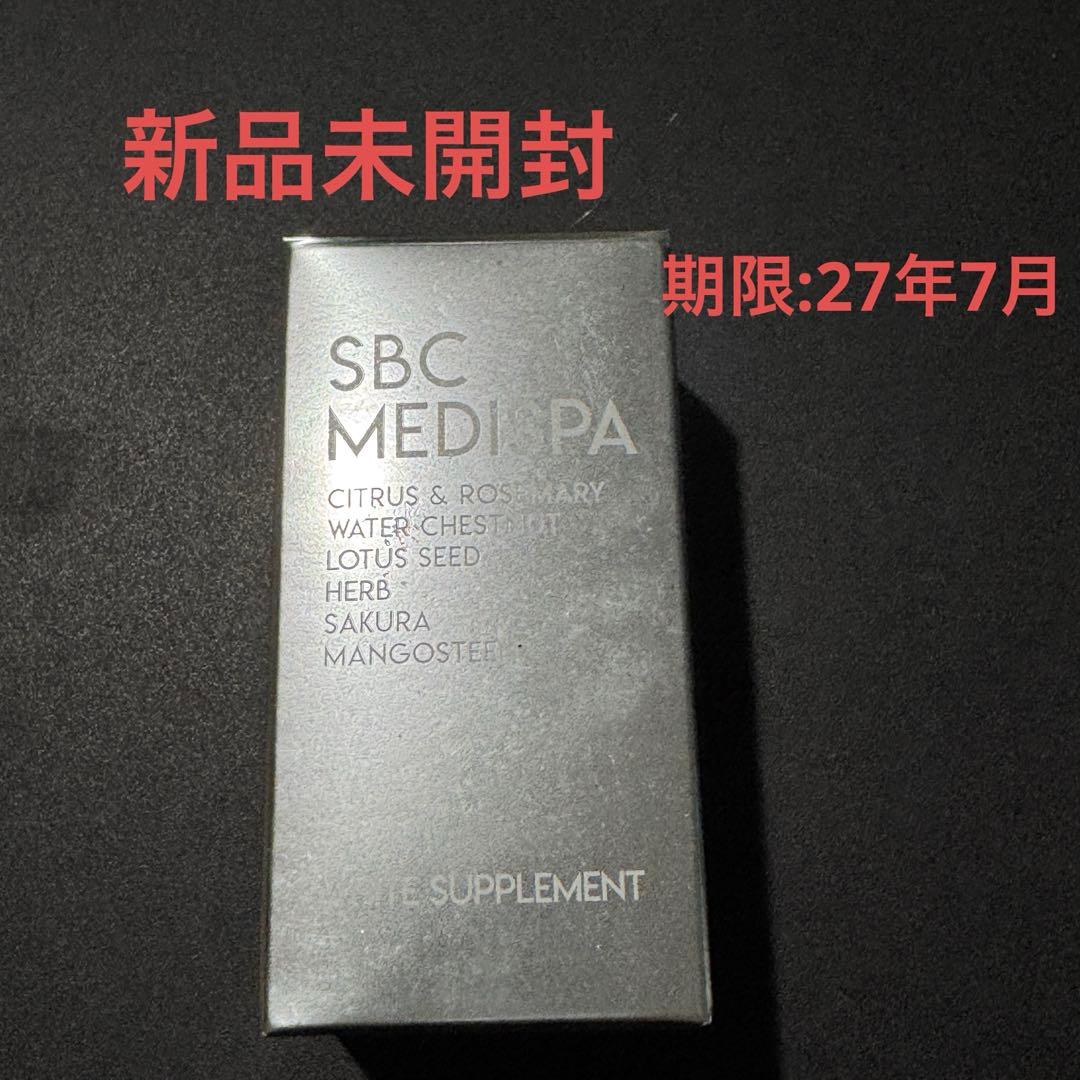 新品未開封
期限:27年7月
SBC
MEDISPA
CITRUS & ROSEMARY
WATER CHESTNUT
LOTUS SEED
HERB
SAKURA
MANGOSTEEN
SUPPLEMENT